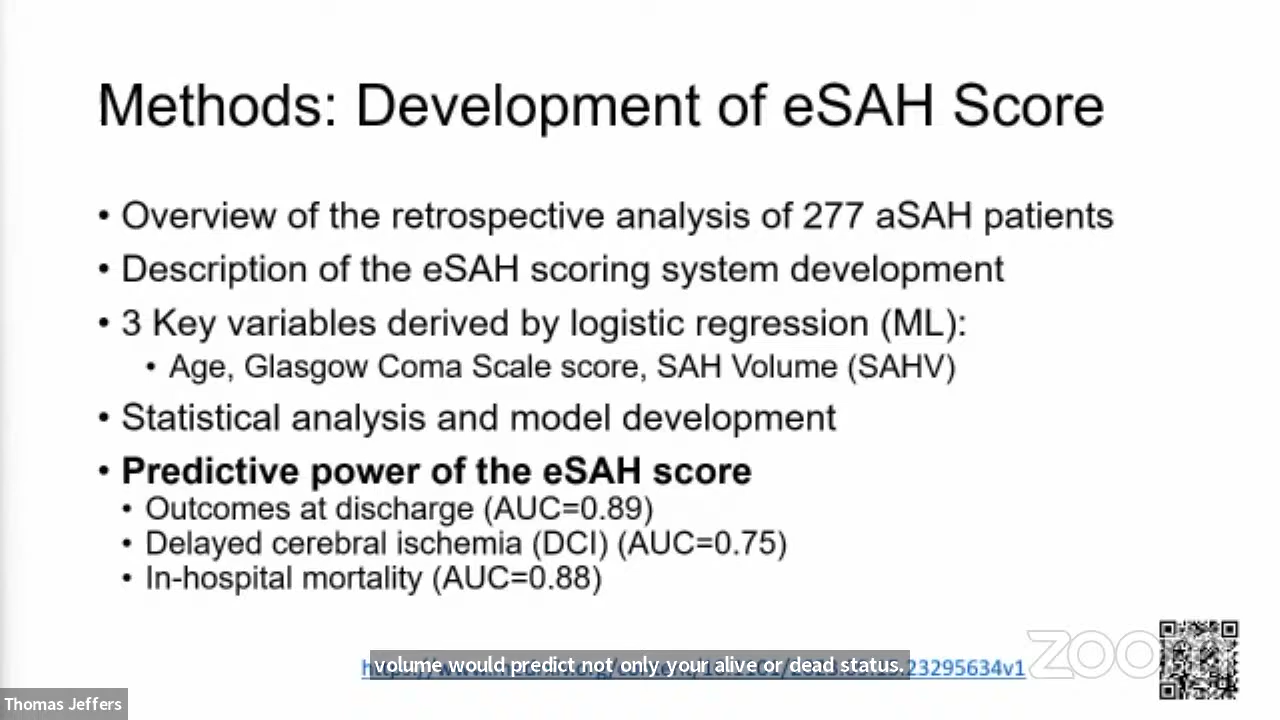 Methods: Development of eSAH Score
• Overview of the retrospective analysis of 277 aSAH patients
• Description of the eSAH scoring system development
• 3 Key variables derived by logistic regression (ML):
• Age, Glasgow Coma Scale score, SAH Volume (SAHV)
• Statistical analysis and model development
• Predictive power of the eSAH score
• Outcomes at discharge (AUC=0.89)
• Delayed cerebral ischemia (DCI) (AUC=0.75)
• In-hospital mortality (AUC=0.88)
volume would predict not only your alive or dead status.
23295634v1
Thomas Jeffers